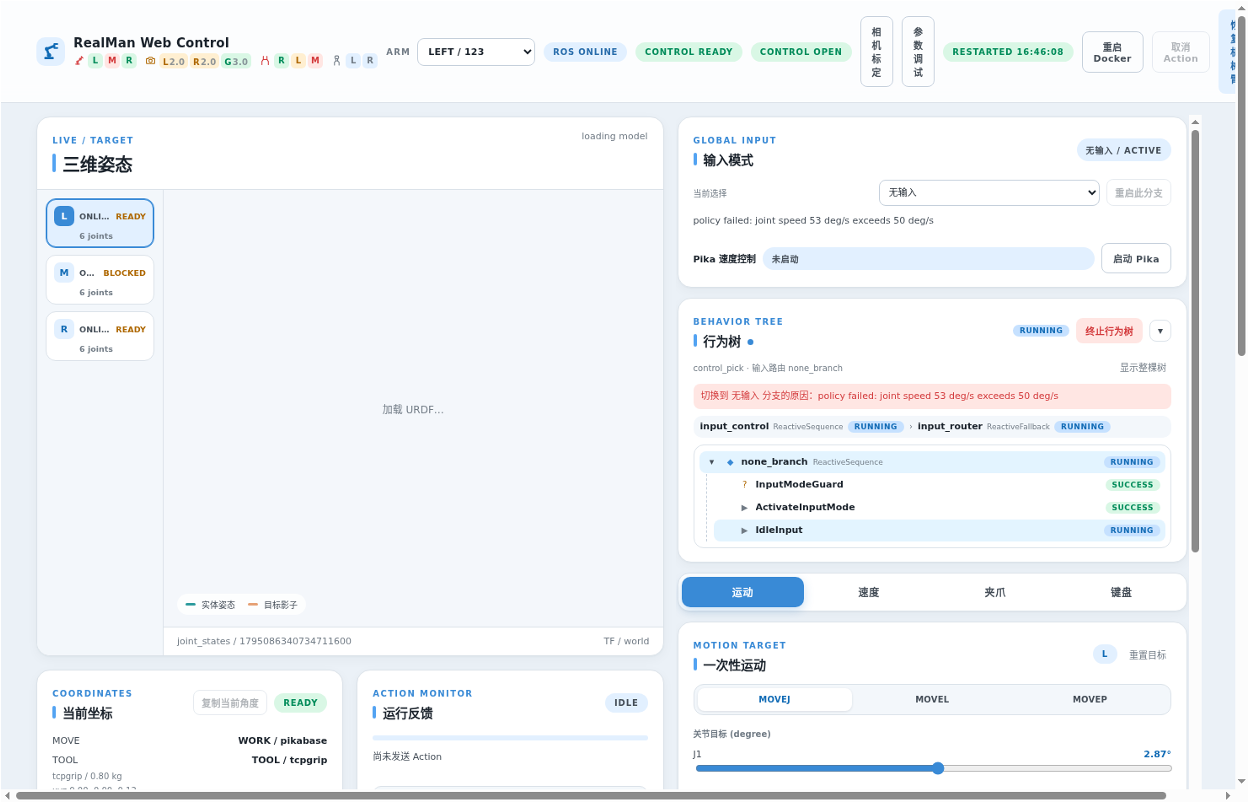 RealMan Web Control
L M R L2.0 R2.0 G3.0 R L M L R
ARM
LEFT / 123
ROS ONLINE
CONTROL READY
CONTROL OPEN
相机标定
参数调试
RESTARTED 16:46:08
重启 Docker
取消 Action
LIVE / TARGET
三维姿态
loading model
L ONLI... READY
6 joints
M O... BLOCKED
6 joints
R ONLI... READY
6 joints
加载 URDF...
实体姿态 目标影子
joint_states / 1795086340734711600
TF / world
COORDINATES
当前坐标
复制当前角度
READY
MOVE WORK / pikabase
TOOL TOOL / tcpgrip
tcpgrip / 0.80 kg
ACTION MONITOR
运行反馈
IDLE
尚未发送 Action
GLOBAL INPUT
输入模式
无输入 / ACTIVE
当前选择
无输入
重启此分支
policy failed: joint speed 53 deg/s exceeds 50 deg/s
Pika 速度控制
未启动
启动 Pika
BEHAVIOR TREE
行为树
RUNNING
终止行为树
▼
control_pick · 输入路由 none_branch
显示整棵树
切换到 无输入 分支的原因：policy failed: joint speed 53 deg/s exceeds 50 deg/s
input_control ReactiveSequence RUNNING › input_router ReactiveFallback RUNNING
▼ ◆ none_branch ReactiveSequence RUNNING
? InputModeGuard SUCCESS
▶ ActivateInputMode SUCCESS
▶ IdleInput RUNNING
运动 速度 夹爪 键盘
MOTION TARGET
一次性运动
L
重置目标
MOVEJ MOVEL MOVEP
关节目标 (degree)
J1 2.87°